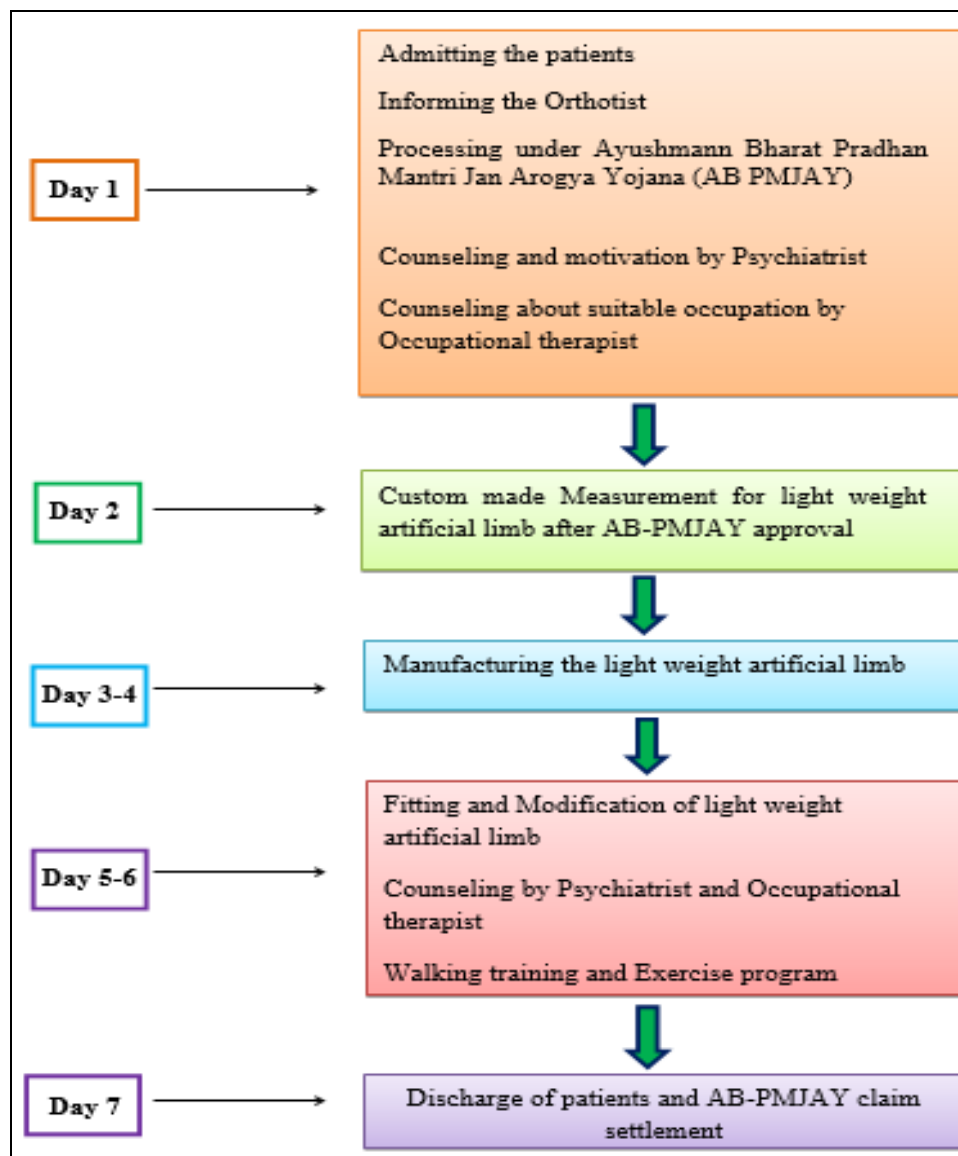 Day 1
Admitting the patients
Informing the Orthotist
Processing under Ayushmann Bharat Pradhan
Mantri Jan Arogya Yojana (AB PMJAY)
Counseling and motivation by Psychiatrist
Counseling about suitable occupation by
Occupational therapist
Day 2
Custom made Measurement for light weight
artificial limb after AB-PMJAY approval
Day 3-4
Manufacturing the light weight artificial limb
Day 5-6
Fitting and Modification of light weight
artificial limb
Counseling by Psychiatrist and Occupational
therapist
Walking training and Exercise program
Day 7
Discharge of patients and AB-PMJAY claim
settlement